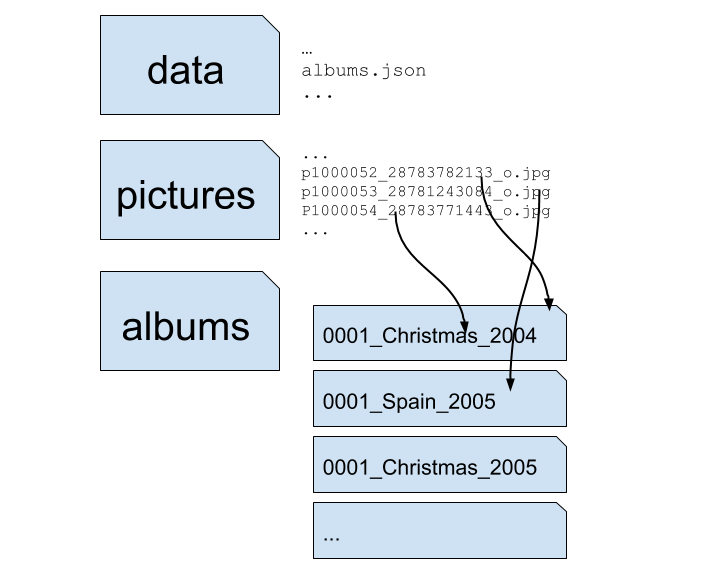 data
…
albums.json
...
pictures
...
p1000052_28783782133_o.jpg
p1000053_28781243084_o.jpg
P1000054_28783771443_o.jpg
...
albums
0001_Christmas_2004
0001_Spain_2005
0001_Christmas_2005
...